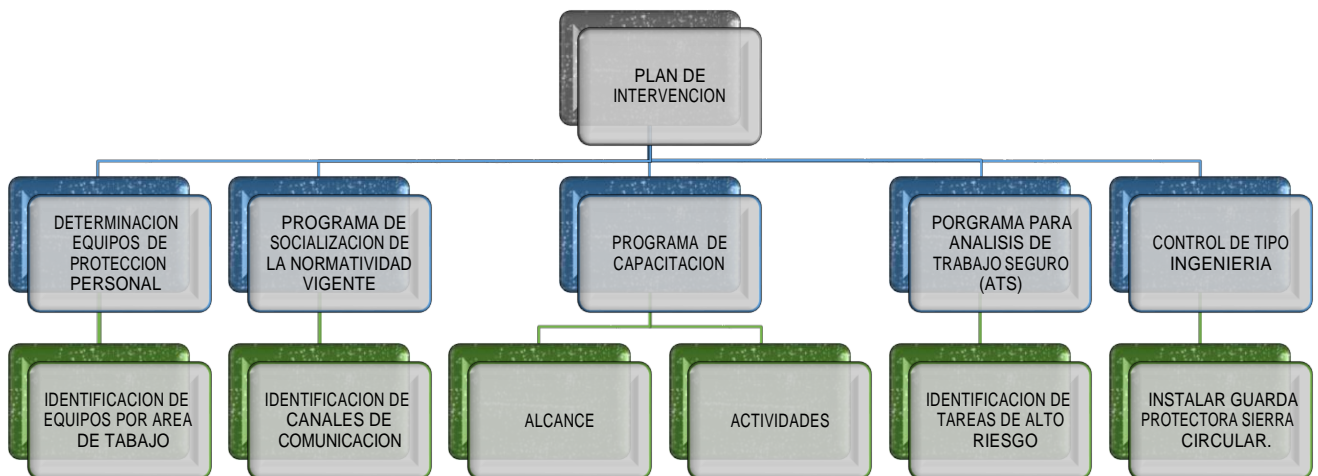 PLAN DE
INTERVENCION
DETERMINACION
EQUIPOS DE
PROTECCION
PERSONAL
PROGRAMA DE
SOCIALIZACION DE
LA NORMATIVIDAD
VIGENTE
PROGRAMA DE
CAPACITACION
PORGRAMA PARA
ANALISIS DE
TRABAJO SEGURO
(ATS)
CONTROL DE TIPO
INGENIERIA
IDENTIFICACION DE
EQUIPOS POR AREA
DE TABAJO
IDENTIFICACION DE
CANALES DE
COMUNICACION
ALCANCE
ACTIVIDADES
IDENTIFICACION DE
TAREAS DE ALTO
RIESGO
INSTALAR GUARDA
PROTECTORA SIERRA
CIRCULAR.